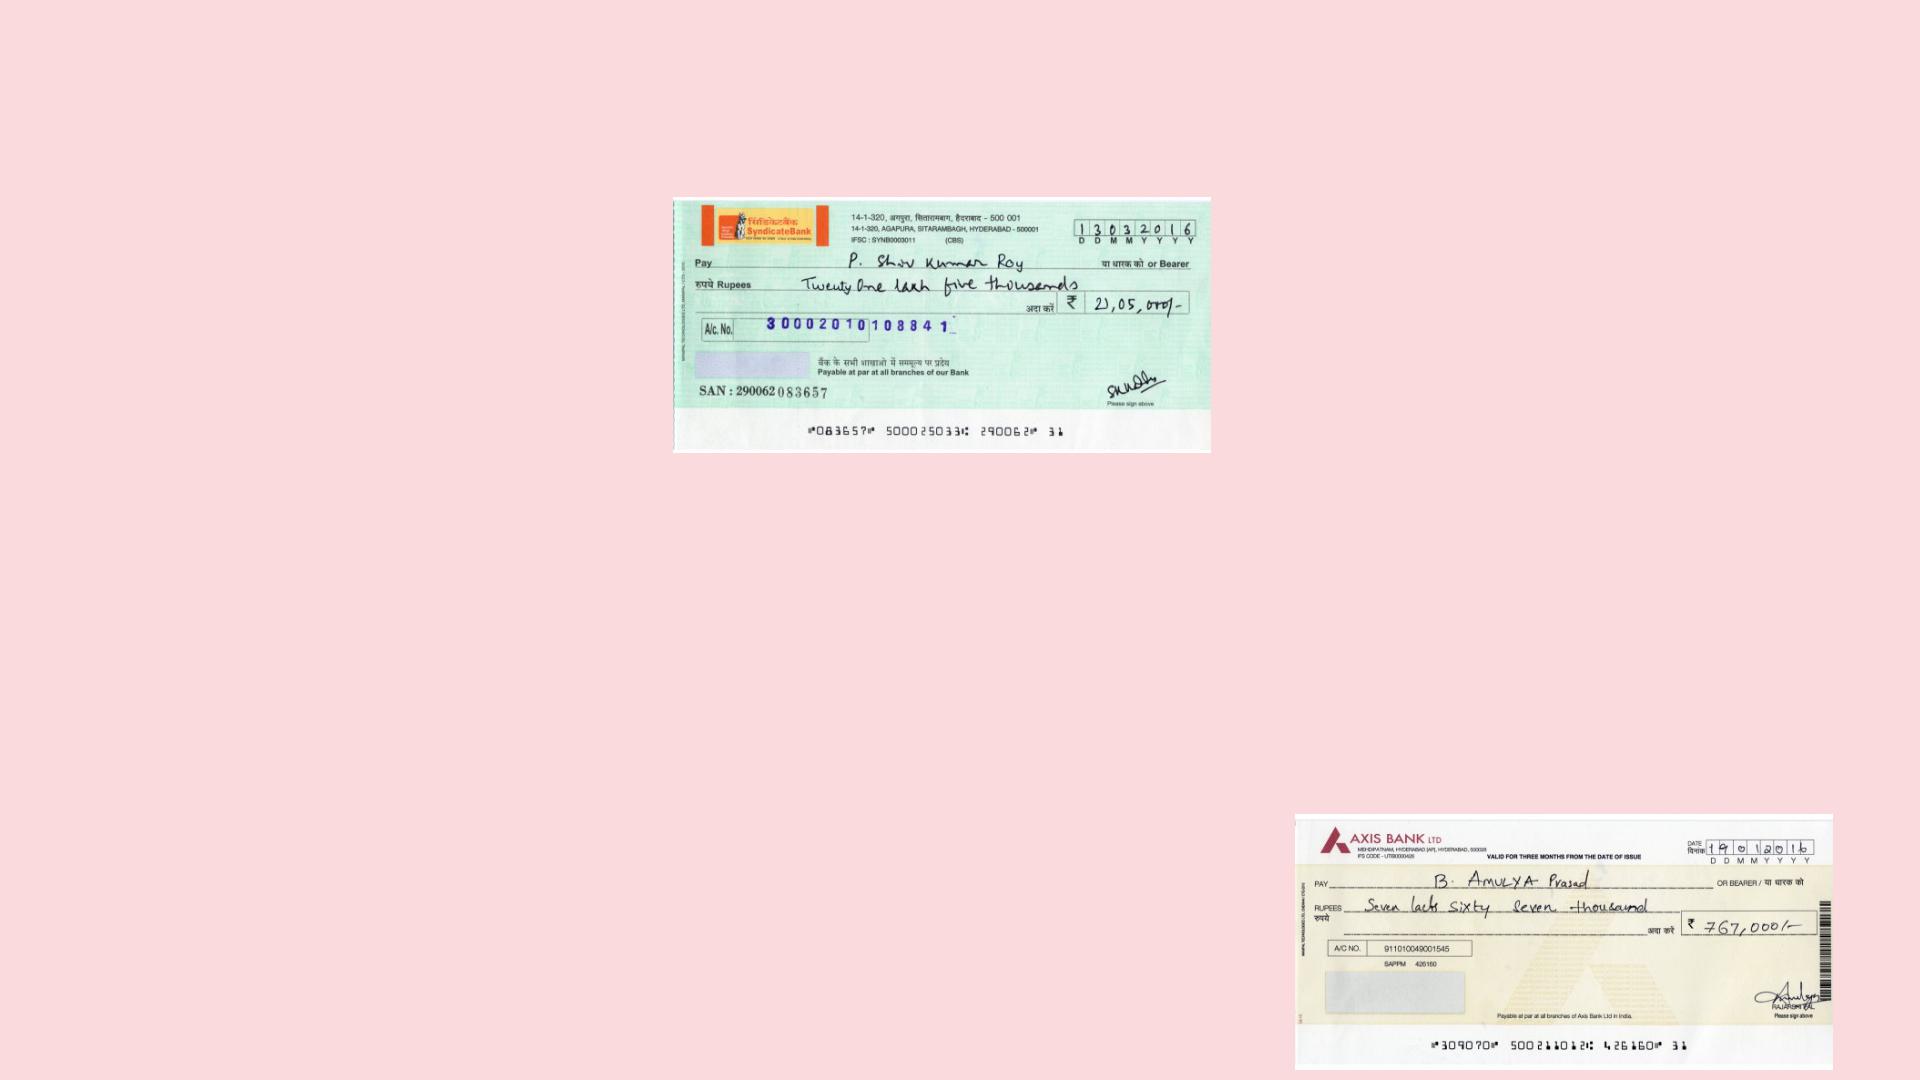 सिंडिकेटबैंक
SyndicateBank
14-1-320, अगपुरा, सितारामबाग, हैदराबाद - 500 001
14-1-320, AGAPURA, SITARAMBAGH, HYDERABAD - 500001
IFSC : SYNB0003011 (CBS)
1 3 0 3 2 0 1 6
D D M M Y Y Y Y
Pay P. Shiv Kumar Roy या धारक को or Bearer
रुपये Rupees Twenty One lakh five thousands
अदा करें ₹ 21,05,000/-
A/c. No. 30002010108841
बैंक के सभी शाखाओं में सममूल्य पर प्रदेय
Payable at par at all branches of our Bank
SAN : 290062 083657
Please sign above
⑈083657⑈ 500025033⑆ 290062⑈ 31
AXIS BANK LTD
MEHDIPATNAM, HYDERABAD [AP], HYDERABAD, 500028
IFS CODE - UTIB0000426
VALID FOR THREE MONTHS FROM THE DATE OF ISSUE
DATE
दिनांक 1 9 0 1 2 0 1 6
D D M M Y Y Y Y
PAY B. AMULYA Prasad OR BEARER / या धारक को
RUPEES Seven lacks sixty seven thousand
रुपये अदा करें ₹ 767,000/-
A/C NO. 911010049001545
SAPPM 426160
Payable at par at all branches of Axis Bank Ltd in India.
Please sign above
⑈309070⑈ 500211012⑆ 426160⑈ 31